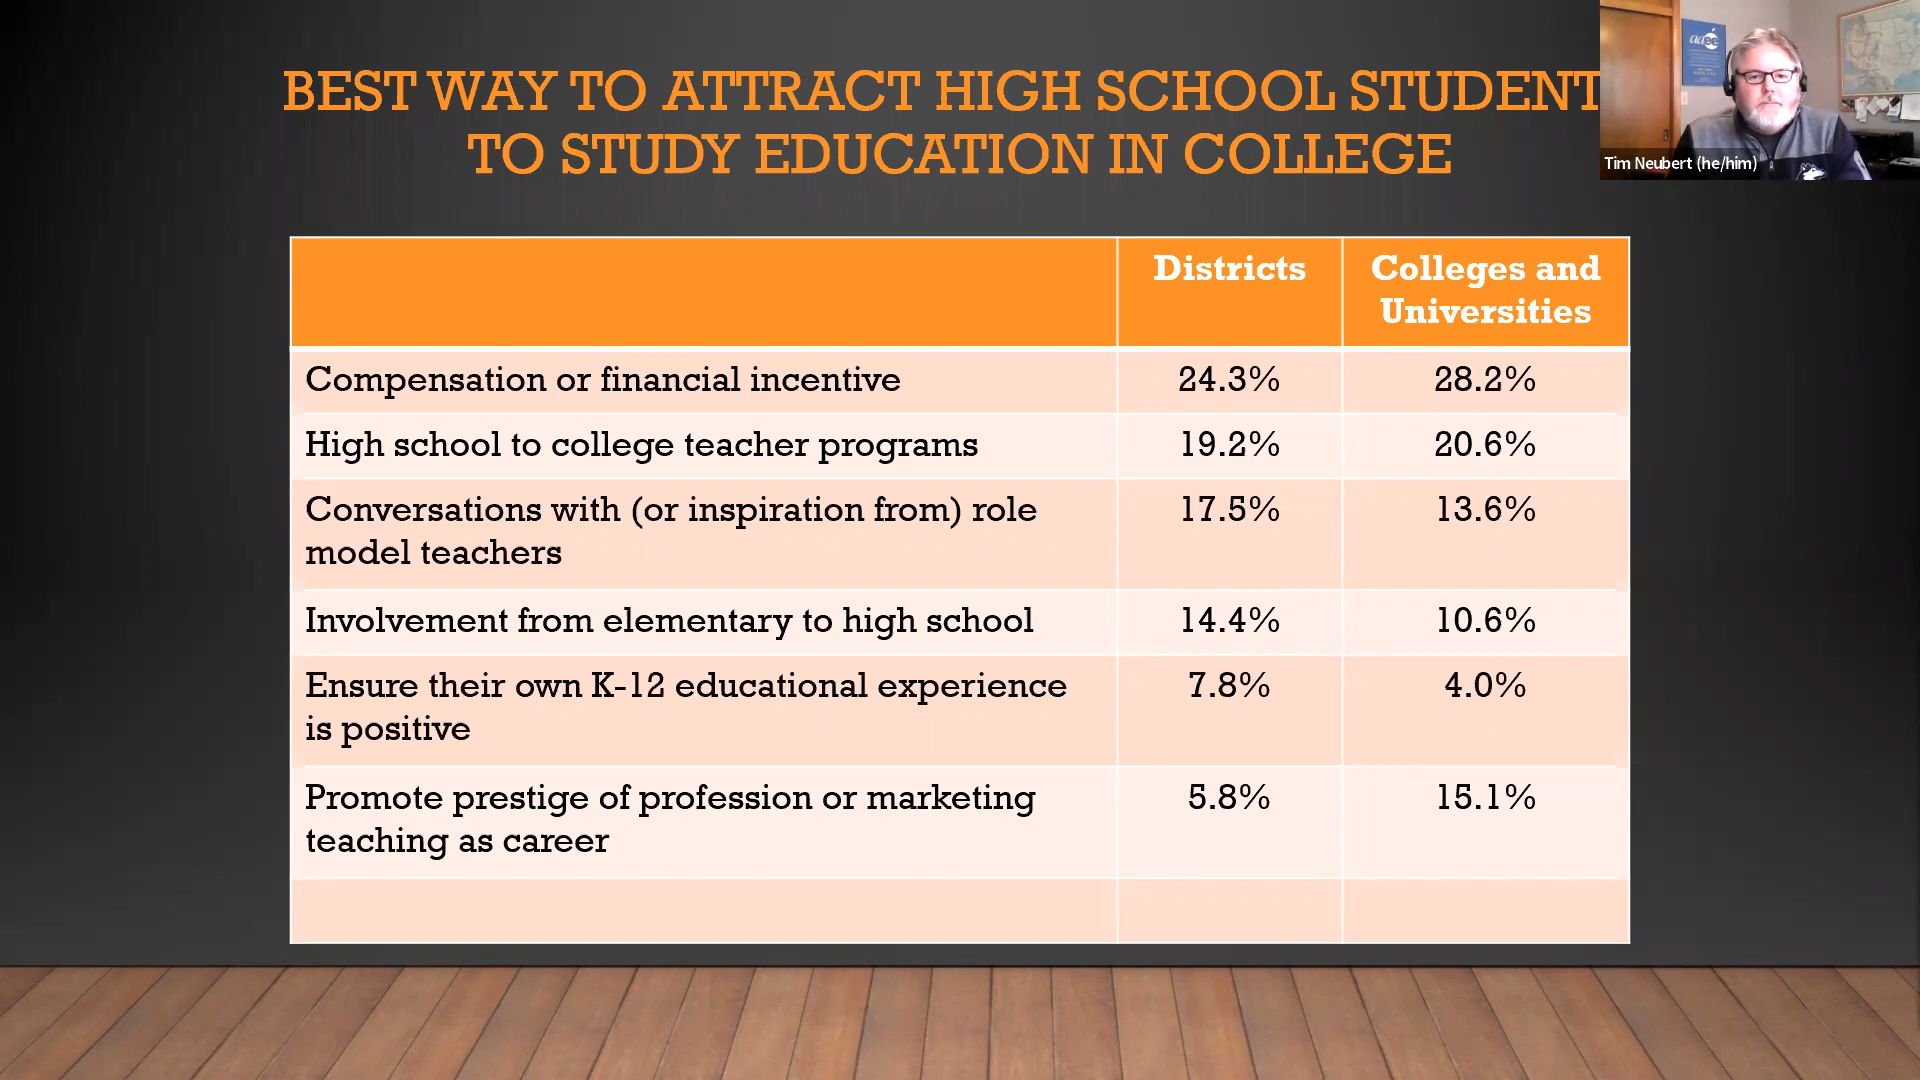 BEST WAY TO ATTRACT HIGH SCHOOL STUDENT
TO STUDY EDUCATION IN COLLEGE
aaee
Tim Neubert (he/him)
Districts
Colleges and
Universities
Compensation or financial incentive
24.3%
28.2%
High school to college teacher programs
19.2%
20.6%
Conversations with (or inspiration from) role
model teachers
17.5%
13.6%
Involvement from elementary to high school
14.4%
10.6%
Ensure their own K-12 educational experience
is positive
7.8%
4.0%
Promote prestige of profession or marketing
teaching as career
5.8%
15.1%